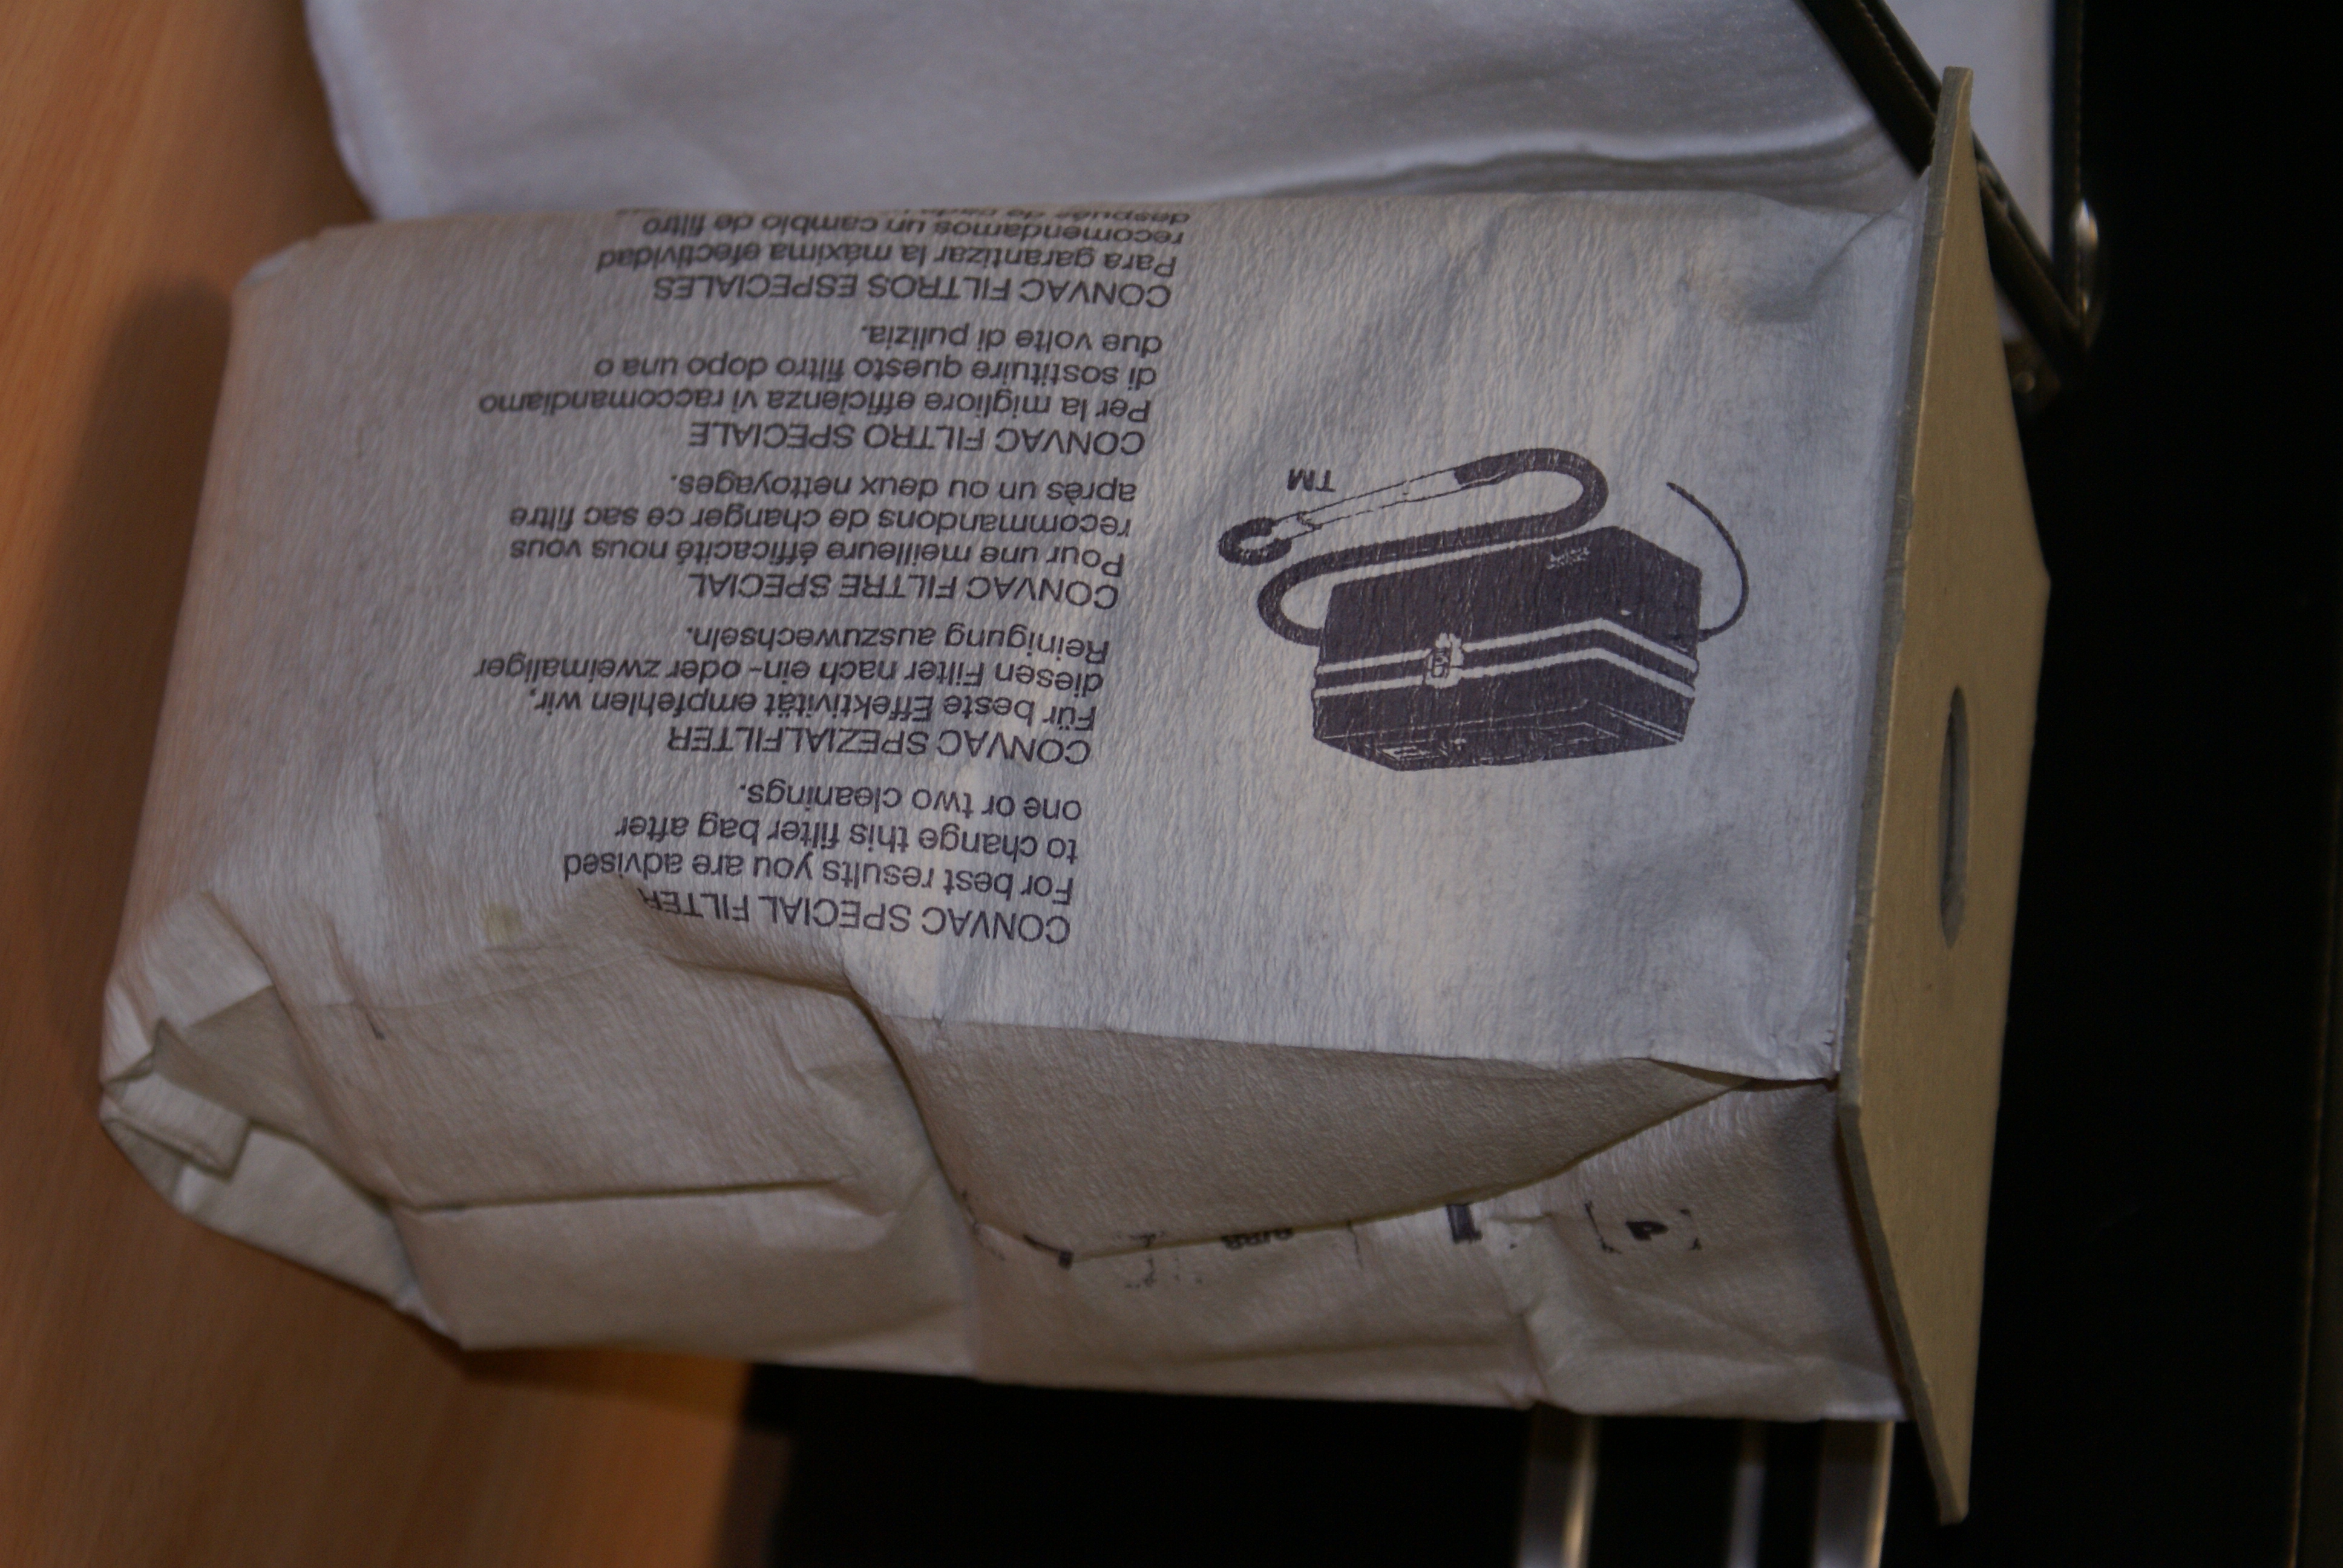 CONVAC SPECIAL FILTER
For best results you are advised
to change this filter bag after
one or two cleanings.
CONVAC SPEZIALFILTER
Für beste Effektivität empfehlen wir,
diesen Filter nach ein- oder zweimaliger
Reinigung auszuwechseln.
CONVAC FILTRE SPECIAL
Pour une meilleure éfficacité nous vous
recommandons de changer ce sac filtre
après un ou deux nettoyages.
CONVAC FILTRO SPECIALE
Per la migliore efficienza vi raccomandiamo
di sostituire questo filtro dopo una o
due volte di pulizia.
CONVAC FILTROS ESPECIALES
Para garantizar la máxima efectividad
recomendamos un cambio de filtro
después de
TM